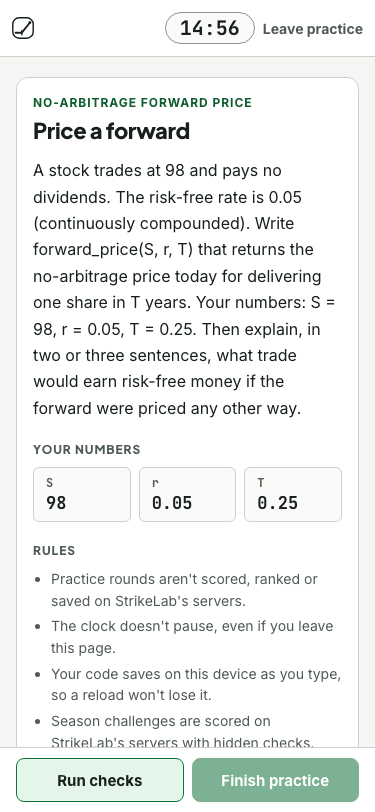 14:56 Leave practice
NO-ARBITRAGE FORWARD PRICE
Price a forward
A stock trades at 98 and pays no
dividends. The risk-free rate is 0.05
(continuously compounded). Write
forward_price(S, r, T) that returns the
no-arbitrage price today for delivering
one share in T years. Your numbers: S =
98, r = 0.05, T = 0.25. Then explain, in
two or three sentences, what trade
would earn risk-free money if the
forward were priced any other way.
YOUR NUMBERS
S r T
98 0.05 0.25
RULES
• Practice rounds aren't scored, ranked or
saved on StrikeLab's servers.
• The clock doesn't pause, even if you leave
this page.
• Your code saves on this device as you type,
so a reload won't lose it.
• Season challenges are scored on
StrikeLab's servers with hidden checks.
Run checks Finish practice